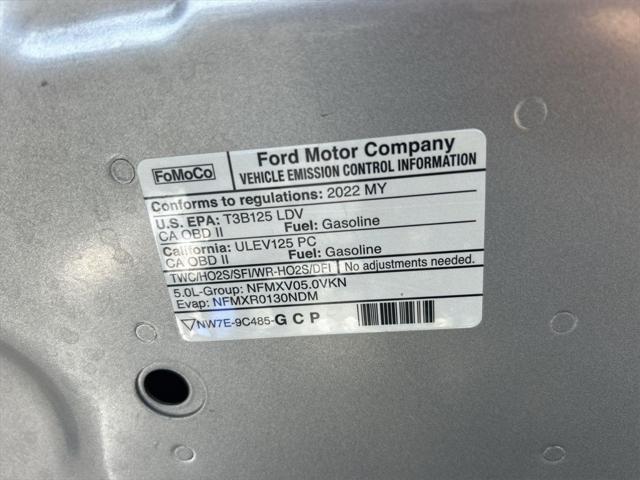 FoMoCo
Ford Motor Company
VEHICLE EMISSION CONTROL INFORMATION
Conforms to regulations: 2022 MY
U.S. EPA: T3B125 LDV
CA OBD II Fuel: Gasoline
California: ULEV125 PC
CA OBD II Fuel: Gasoline
TWC/HO2S/SFI/WR-HO2S/DFI No adjustments needed.
5.0L-Group: NFMXV05.0VKN
Evap: NFMXR0130NDM
NW7E-9C485-G C P